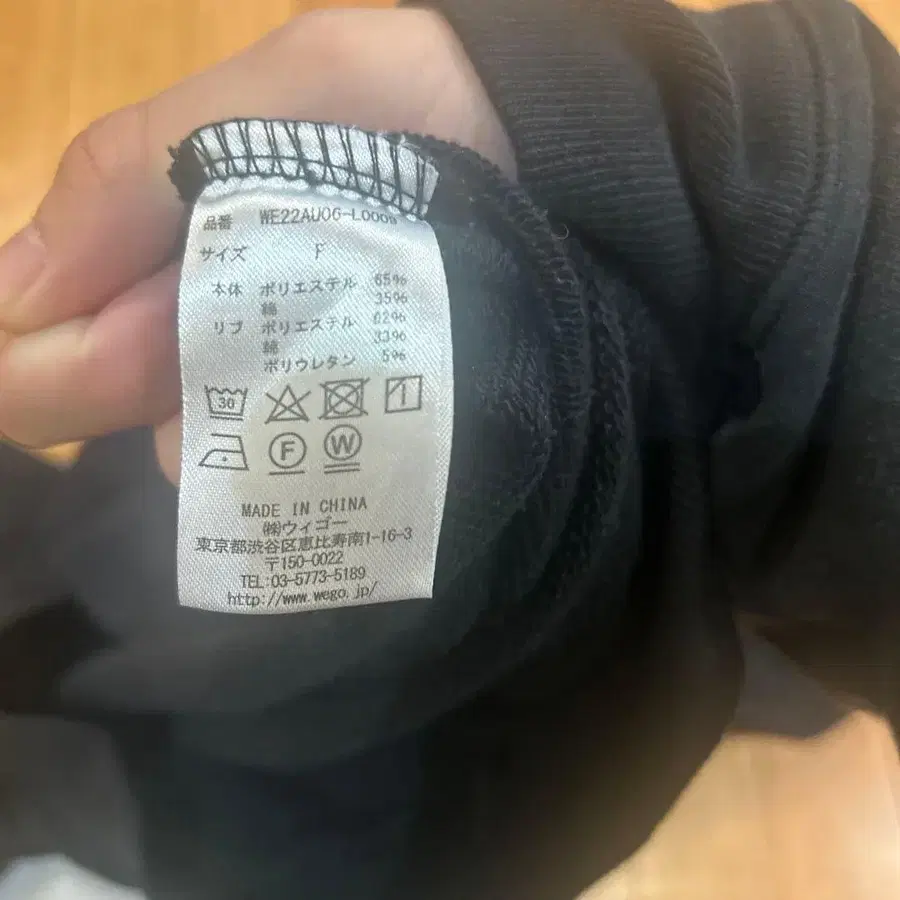 品番 WE22AU06-L0009
サイズ F
本体 ポリエステル 65%
綿 35%
リブ ポリエステル 62%
綿 33%
ポリウレタン 5%
30
F W
MADE IN CHINA
㈱ウィゴー
東京都渋谷区恵比寿南1-16-3
〒150-0022
TEL:03-5773-5189
http://www.wego.jp/